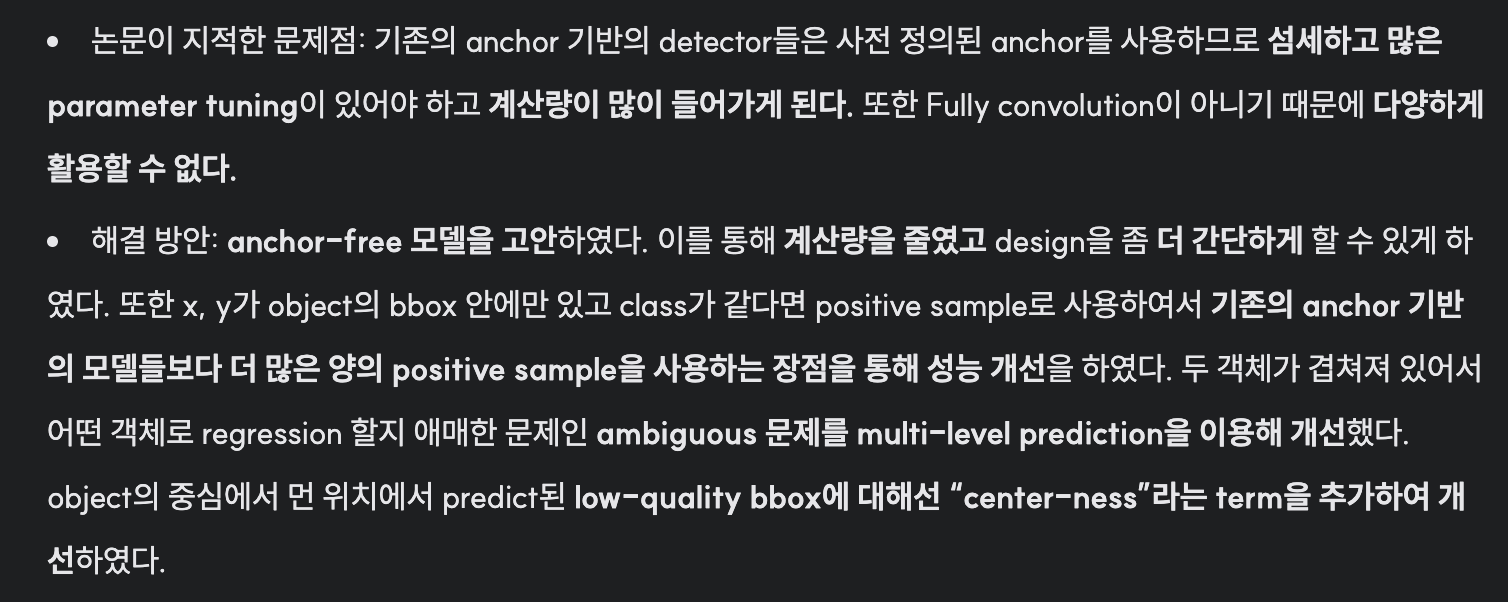 • 논문이 지적한 문제점: 기존의 anchor 기반의 detector들은 사전 정의된 anchor를 사용하므로 섬세하고 많은
parameter tuning이 있어야 하고 계산량이 많이 들어가게 된다. 또한 Fully convolution이 아니기 때문에 다양하게
활용할 수 없다.
• 해결 방안: anchor-free 모델을 고안하였다. 이를 통해 계산량을 줄였고 design을 좀 더 간단하게 할 수 있게 하
였다. 또한 x, y가 object의 bbox 안에만 있고 class가 같다면 positive sample로 사용하여서 기존의 anchor 기반
의 모델들보다 더 많은 양의 positive sample을 사용하는 장점을 통해 성능 개선을 하였다. 두 객체가 겹쳐져 있어서
어떤 객체로 regression 할지 애매한 문제인 ambiguous 문제를 multi-level prediction을 이용해 개선했다.
object의 중심에서 먼 위치에서 predict된 low-quality bbox에 대해선 “center-ness”라는 term을 추가하여 개
선하였다.